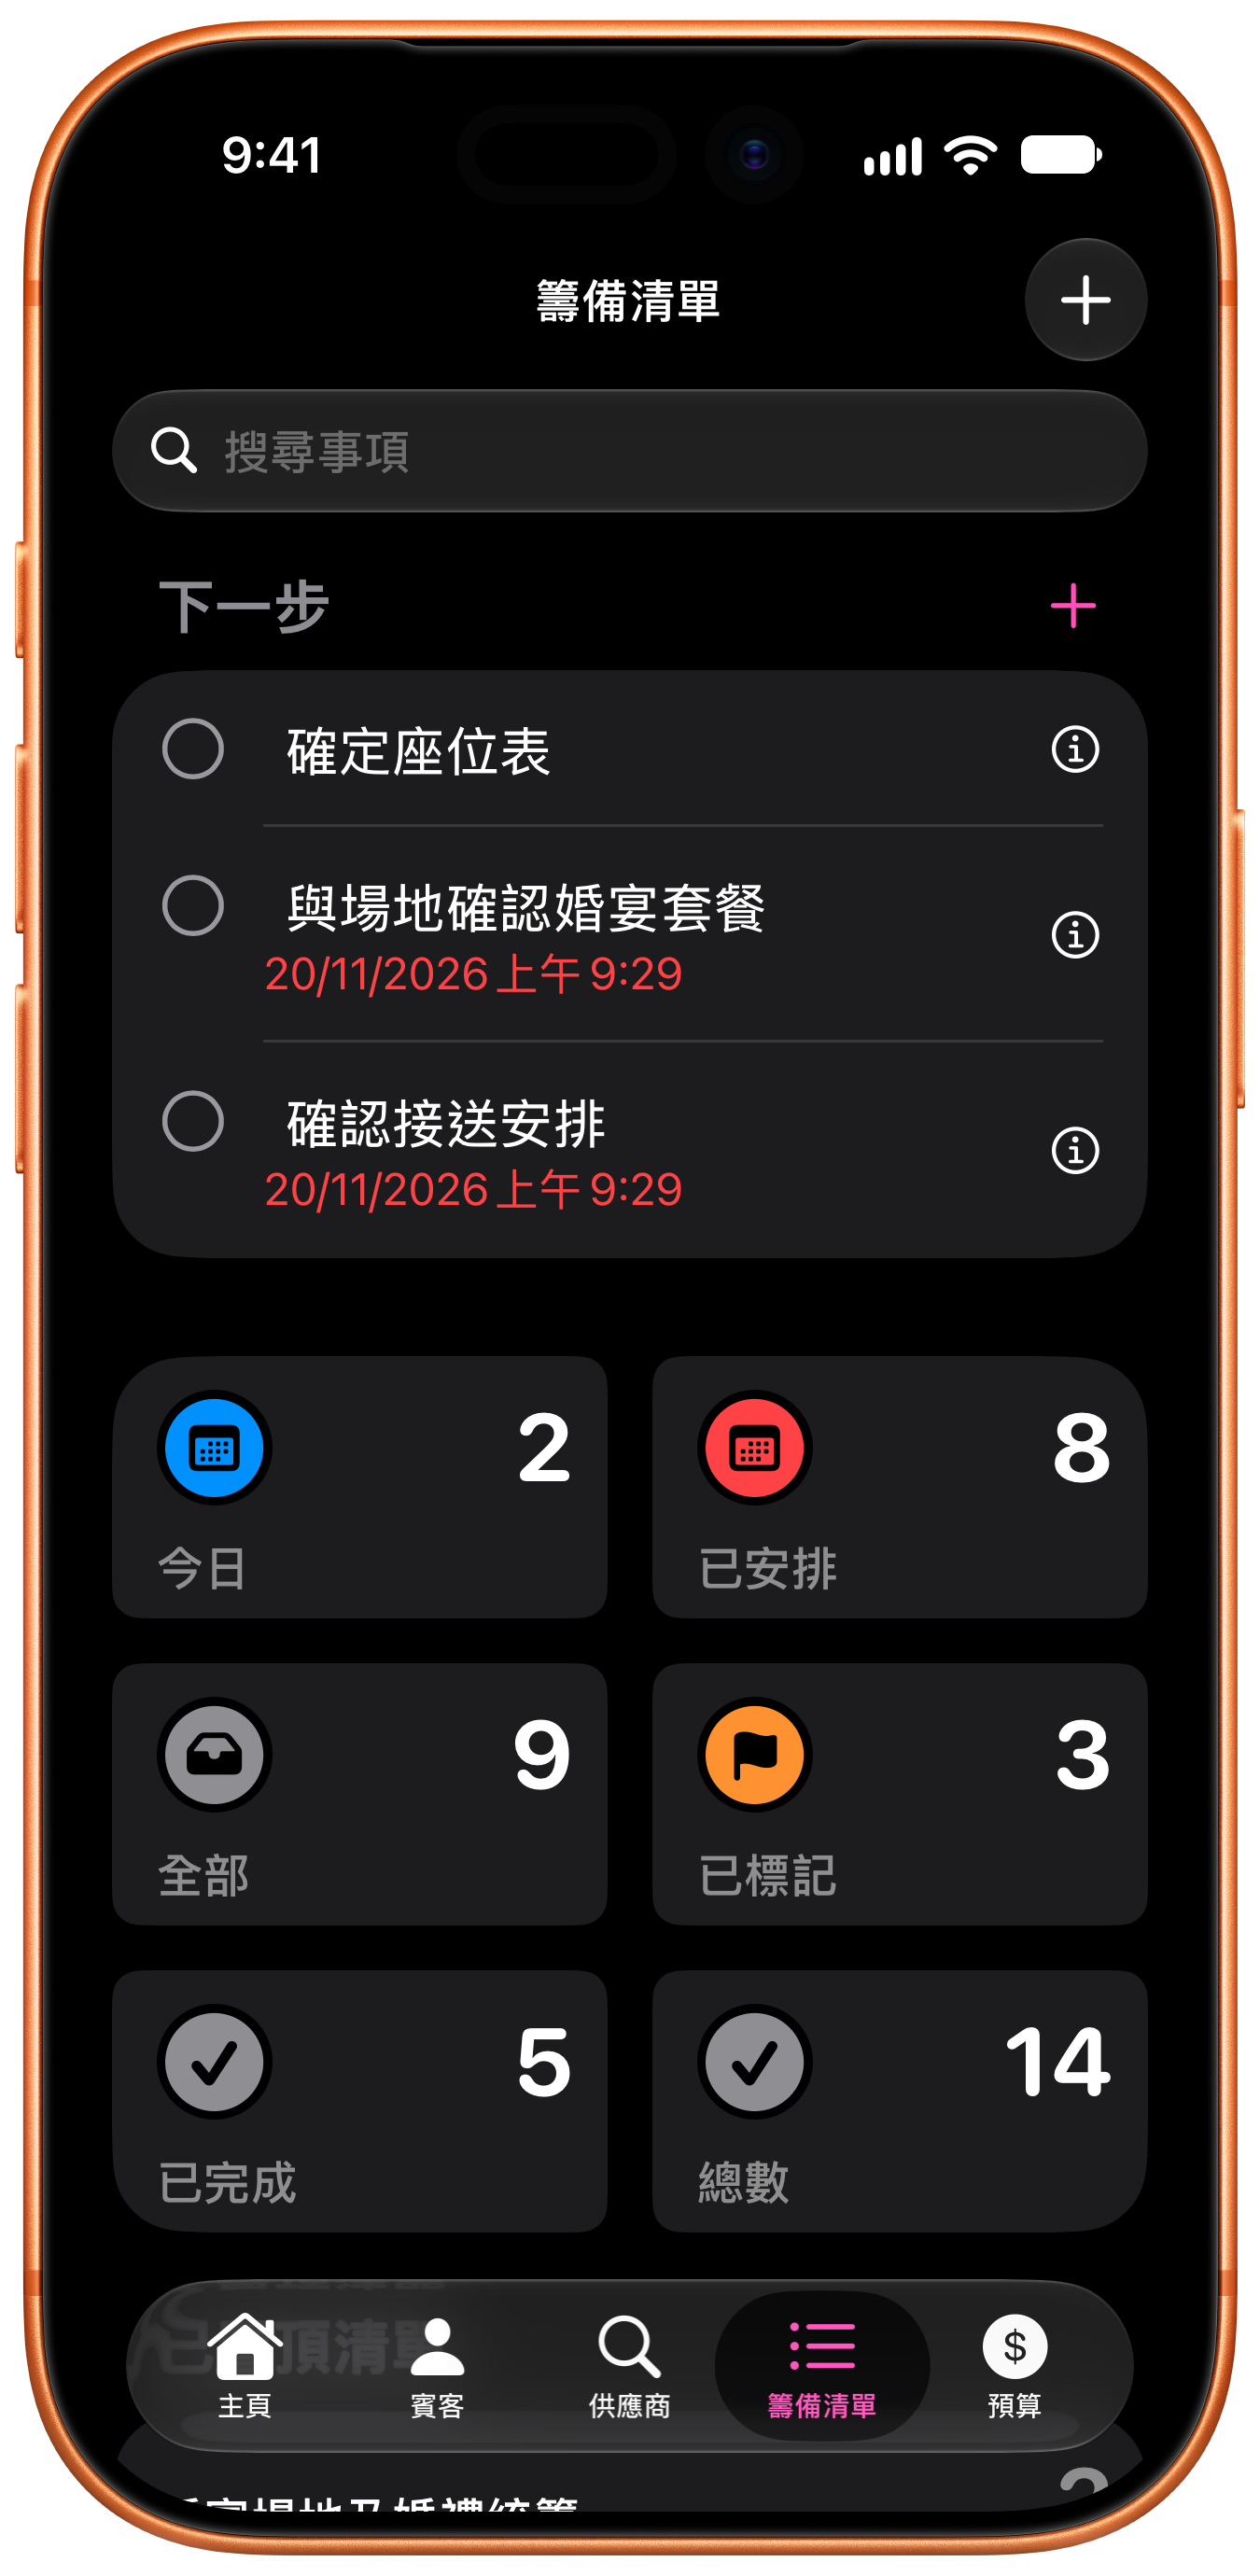 9:41
籌備清單
搜尋事項
下一步
確定座位表
與場地確認婚宴套餐
20/11/2026 上午 9:29
確認接送安排
20/11/2026 上午 9:29
2
今日
8
已安排
9
全部
3
已標記
5
已完成
14
總數
主頁
賓客
供應商
籌備清單
預算